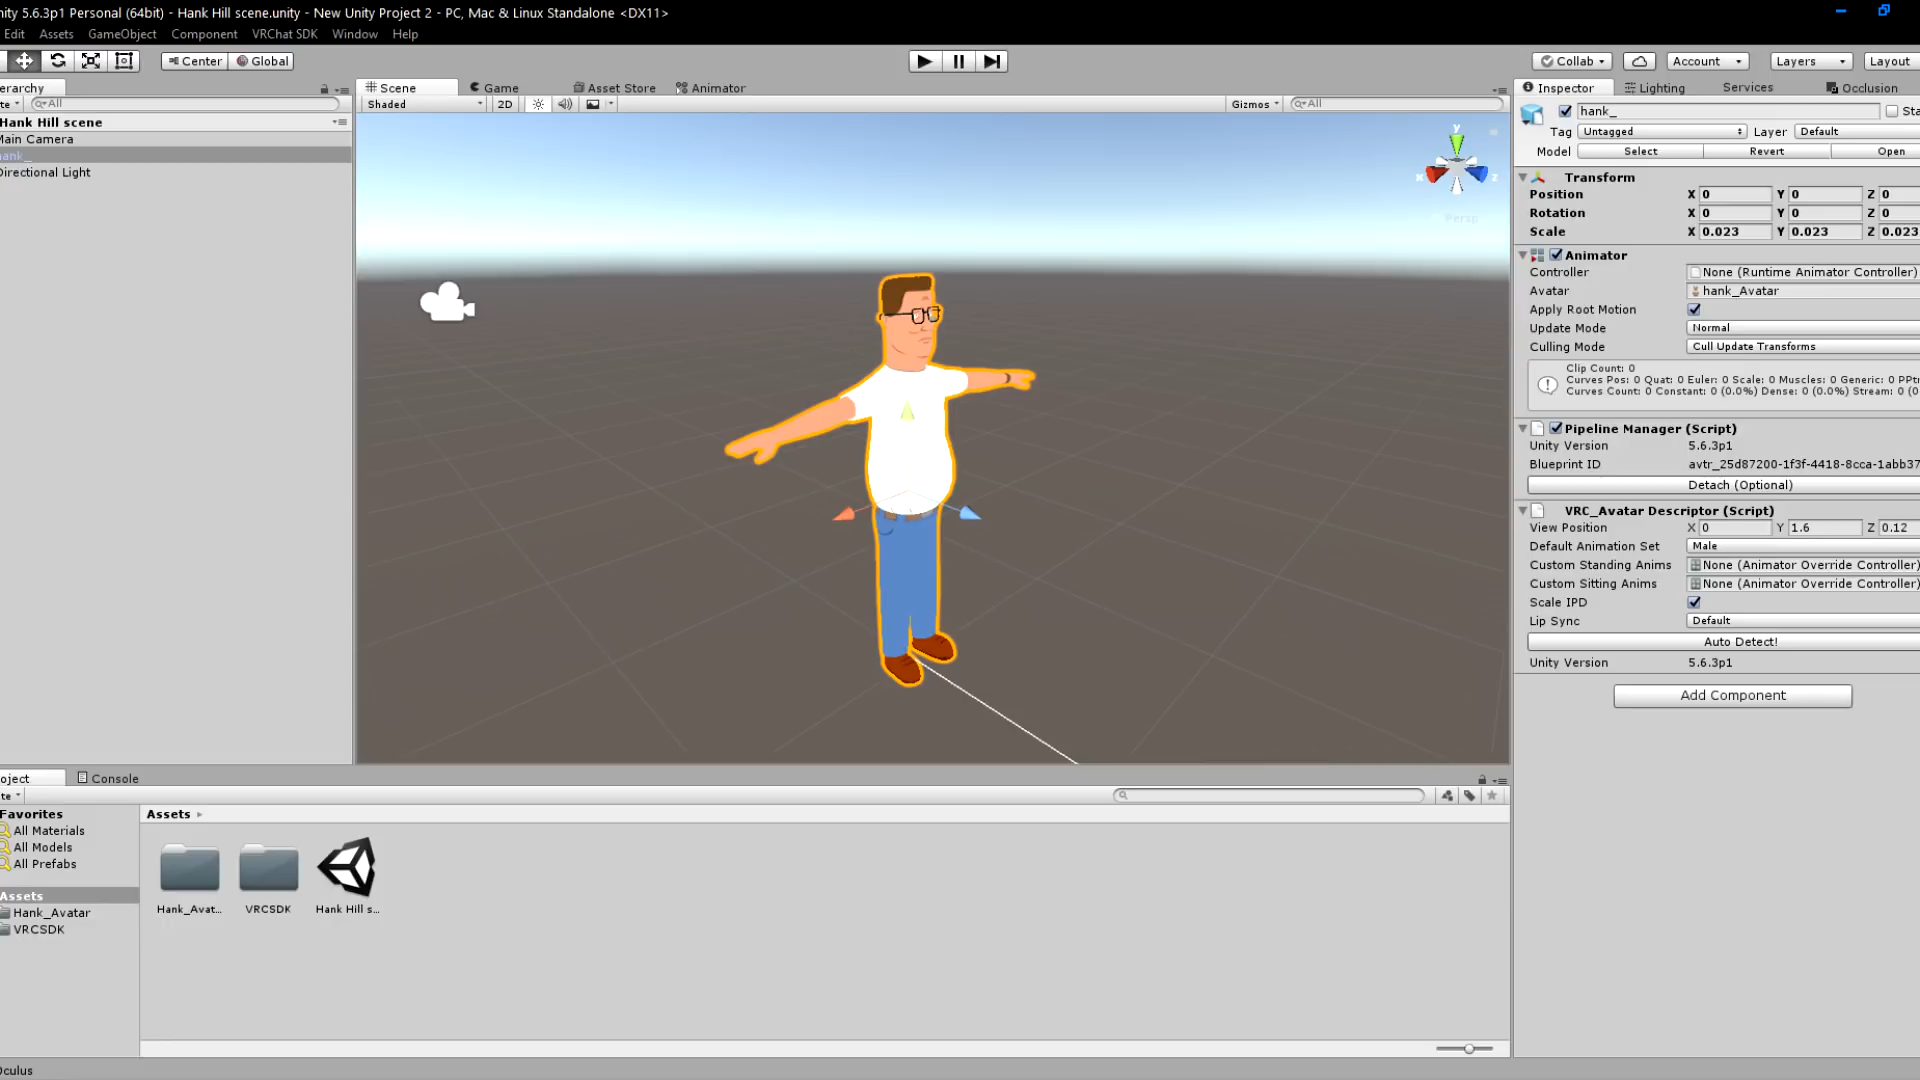 nity 5.6.3p1 Personal (64bit) - Hank Hill scene.unity - New Unity Project 2 - PC, Mac & Linux Standalone <DX11>
Edit Assets GameObject Component VRChat SDK Window Help
Center Global Collab Account Layers Layout
erarchy Scene Game Asset Store Animator Inspector Lighting Services Occlusion
te All Shaded 2D Gizmos All
Hank Hill scene
Main Camera
hank_
Directional Light
y
x
z
Persp
hank_ Sta
Tag Untagged Layer Default
Model Select Revert Open
Transform
Position X 0 Y 0 Z 0
Rotation X 0 Y 0 Z 0
Scale X 0.023 Y 0.023 Z 0.023
Animator
Controller None (Runtime Animator Controller)
Avatar hank_Avatar
Apply Root Motion
Update Mode Normal
Culling Mode Cull Update Transforms
Clip Count: 0
Curves Pos: 0 Quat: 0 Euler: 0 Scale: 0 Muscles: 0 Generic: 0 PPtr
Curves Count: 0 Constant: 0 (0.0%) Dense: 0 (0.0%) Stream: 0 (0
Pipeline Manager (Script)
Unity Version 5.6.3p1
Blueprint ID avtr_25d87200-1f3f-4418-8cca-1abb37
Detach (Optional)
VRC_Avatar Descriptor (Script)
View Position X 0 Y 1.6 Z 0.12
Default Animation Set Male
Custom Standing Anims None (Animator Override Controller)
Custom Sitting Anims None (Animator Override Controller)
Scale IPD
Lip Sync Default
Auto Detect!
Unity Version 5.6.3p1
Add Component
oject Console
te
Favorites
All Materials
All Models
All Prefabs
Assets
Hank_Avatar
VRCSDK
Assets
Hank_Avat... VRCSDK Hank Hill s...
Oculus